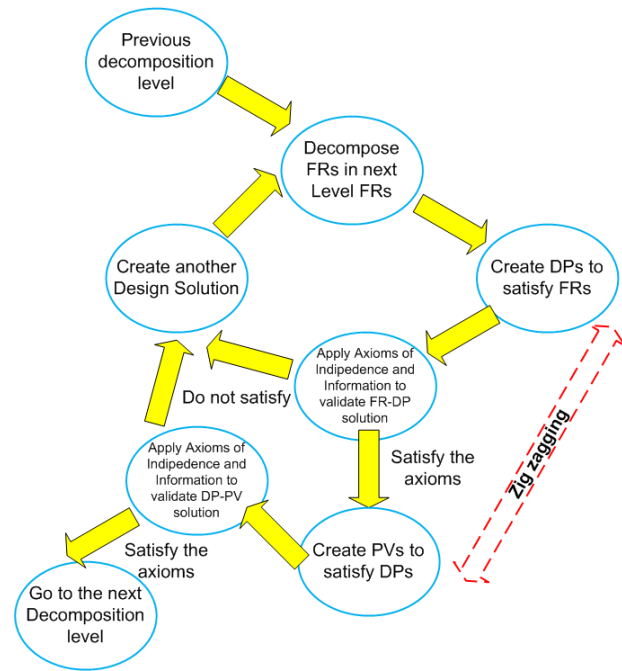 Previous
decomposition
level
Decompose
FRs in next
Level FRs
Create another
Design Solution
Create DPs to
satisfy FRs
Apply Axioms of
Indipedence and
Information to
validate FR-DP
solution
Do not satisfy
Satisfy the
axioms
Zig zagging
Apply Axioms of
Indipedence and
Information to
validate DP-PV
solution
Create PVs to
satisfy DPs
Satisfy the
axioms
Go to the next
Decomposition
level